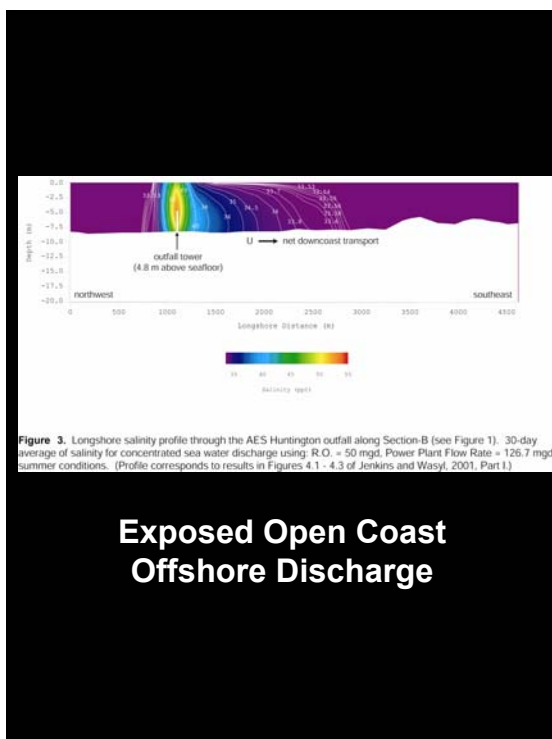 0.0
-2.5
-5.0
-7.5
-10.0
-12.5
-15.0
-17.5
-20.0
Depth (m)
U → net downcoast transport
outfall tower
(4.8 m above seafloor)
northwest
southeast
0 500 1000 1500 2000 2500 3000 3500 4000 4500
Longshore Distance (m)
35 40 45 50 55
Salinity (ppt)
Figure 3. Longshore salinity profile through the AES Huntington outfall along Section-B (see Figure 1). 30-day
average of salinity for concentrated sea water discharge using: R.O. = 50 mgd, Power Plant Flow Rate = 126.7 mgd,
summer conditions. (Profile corresponds to results in Figures 4.1 - 4.3 of Jenkins and Wasyl, 2001, Part I.)
Exposed Open Coast
Offshore Discharge